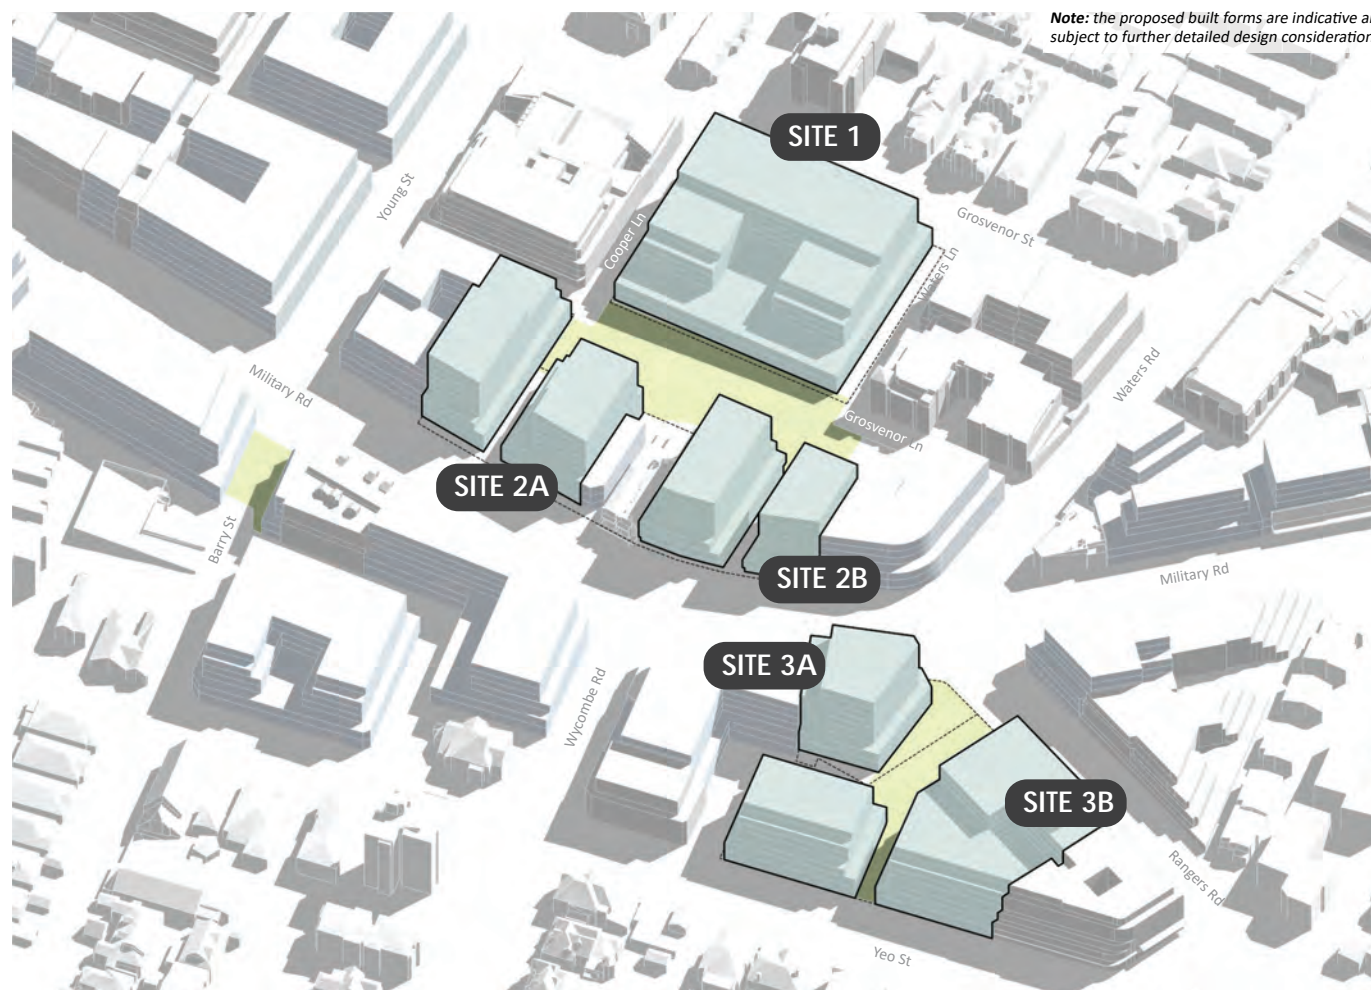 Note: the proposed built forms are indicative a
subject to further detailed design consideration
SITE 1
Young St
Cooper Ln
Grosvenor St
Waters Ln
Waters Rd
Military Rd
Grosvenor Ln
SITE 2A
Barry St
SITE 2B
Military Rd
SITE 3A
Wycombe Rd
SITE 3B
Rangers Rd
Yeo St